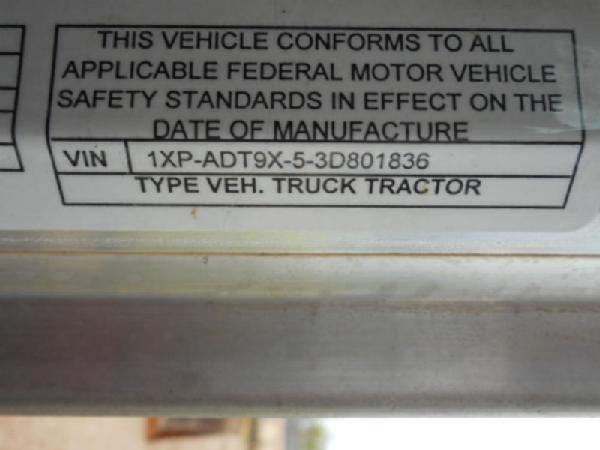 THIS VEHICLE CONFORMS TO ALL
APPLICABLE FEDERAL MOTOR VEHICLE
SAFETY STANDARDS IN EFFECT ON THE
DATE OF MANUFACTURE
VIN 1XP-ADT9X-5-3D801836
TYPE VEH. TRUCK TRACTOR